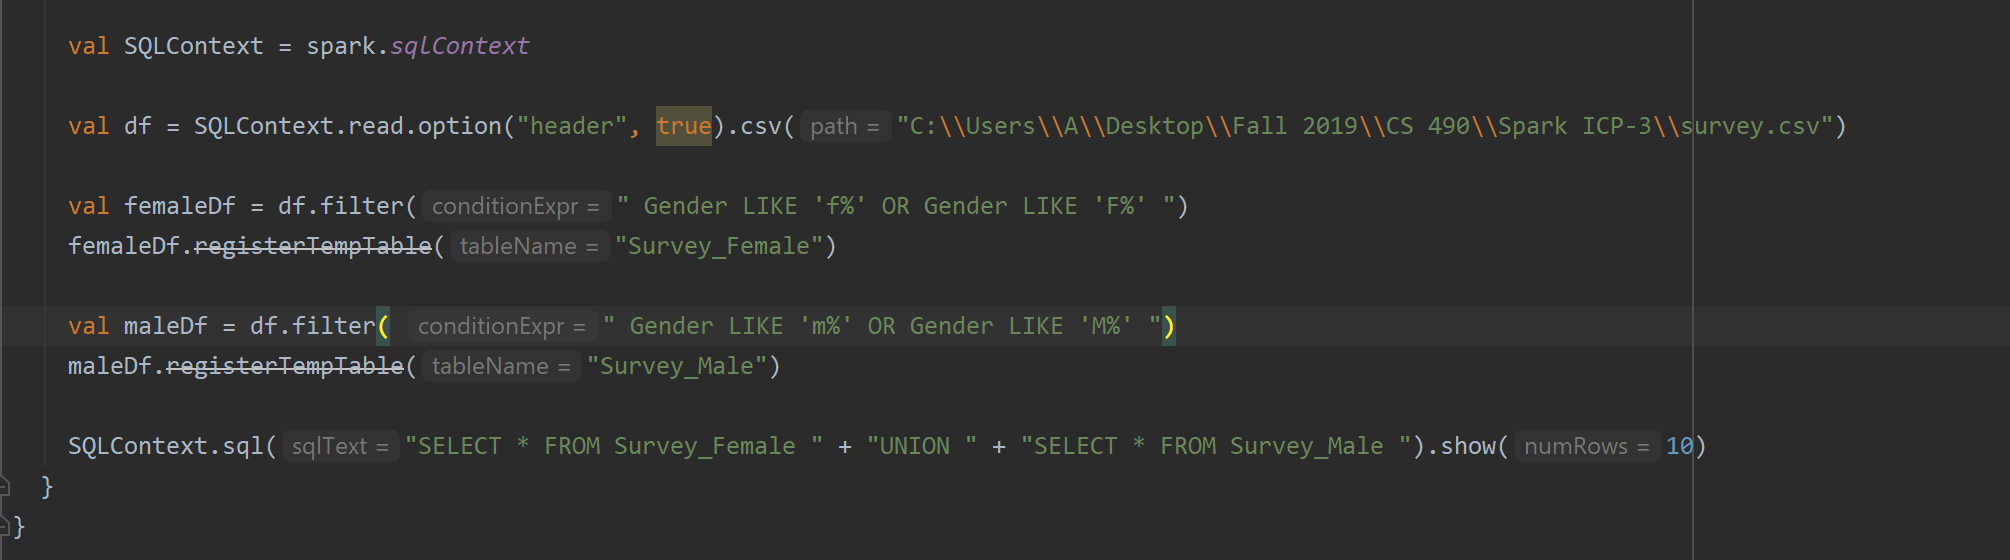 val SQLContext = spark.sqlContext
val df = SQLContext.read.option("header", true).csv( path = "C:\\Users\\A\\Desktop\\Fall 2019\\CS 490\\Spark ICP-3\\survey.csv")
val femaleDf = df.filter( conditionExpr = " Gender LIKE 'f%' OR Gender LIKE 'F%' ")
femaleDf.registerTempTable( tableName = "Survey_Female")
val maleDf = df.filter( conditionExpr = " Gender LIKE 'm%' OR Gender LIKE 'M%' ")
maleDf.registerTempTable( tableName = "Survey_Male")
SQLContext.sql( sqlText = "SELECT * FROM Survey_Female " + "UNION " + "SELECT * FROM Survey_Male ").show( numRows = 10)
}
}